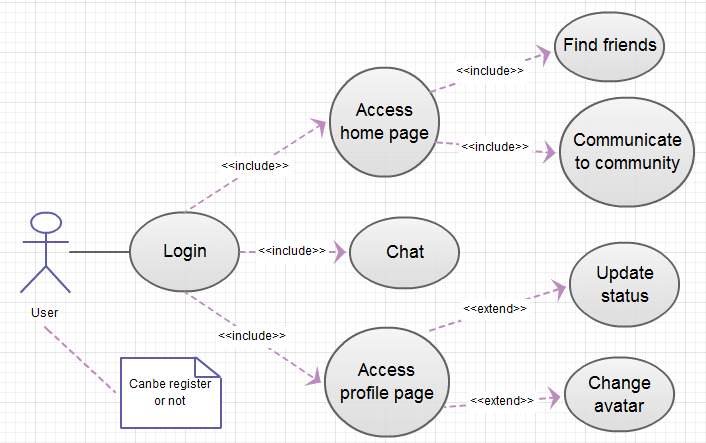 Find friends
<<include>>
Access
home page
<<include>>
Communicate
to community
<<include>>
Login
<<include>>
Chat
User
Update
status
<<extend>>
<<include>>
Access
profile page
Canbe register
or not
<<extend>>
Change
avatar